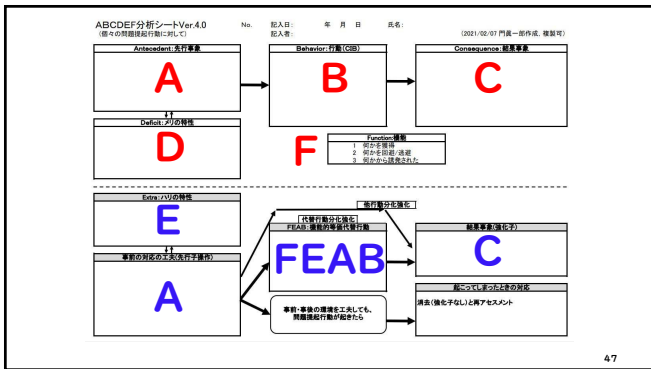 ABCDEF分析シートVer.4.0 No. 記入日: 年 月 日 氏名:
(個々の問題提起行動に対して) 記入者: (2021/02/07 門眞一郎作成, 複製可)
Antecedent:先行事象
A
Behavior:行動(CIB)
B
Consequence:結果事象
C
Deficit:メリの特性
D
F
Function:機能
1 何かを獲得
2 何かを回避/逃避
3 何かから誘発された
Extra:ハリの特性
E
他行動分化強化
代替行動分化強化
FEAB:機能的等価代替行動
FEAB
結果事象(強化子)
C
事前の対応の工夫(先行子操作)
A
事前・事後の環境を工夫しても、
問題提起行動が起きたら
起こってしまったときの対応
消去(強化子なし)と再アセスメント
47